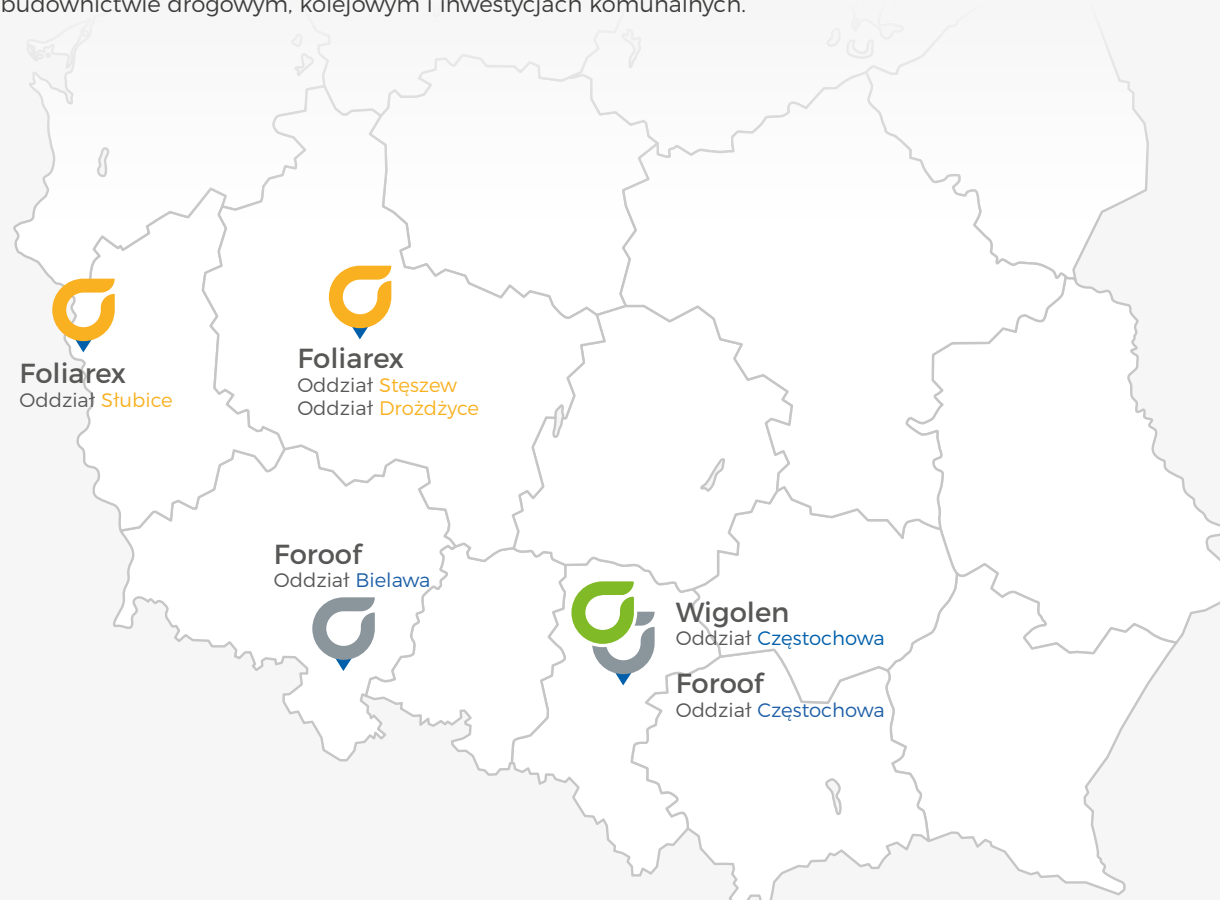 budownictwie drogowym, kolejowym i inwestycjach komunalnych.
Foliarex
Oddział Słubice
Foliarex
Oddział Stęszew
Oddział Drożdżyce
Foroof
Oddział Bielawa
Wigolen
Oddział Częstochowa
Foroof
Oddział Częstochowa